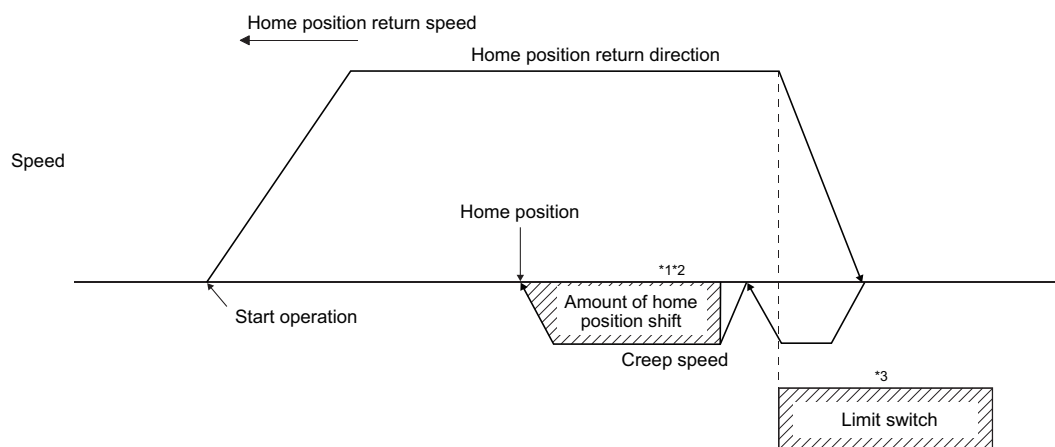 Home position return speed
Home position return direction
Speed
Home position
*1*2
Start operation
Amount of home
position shift
Creep speed
*3
Limit switch